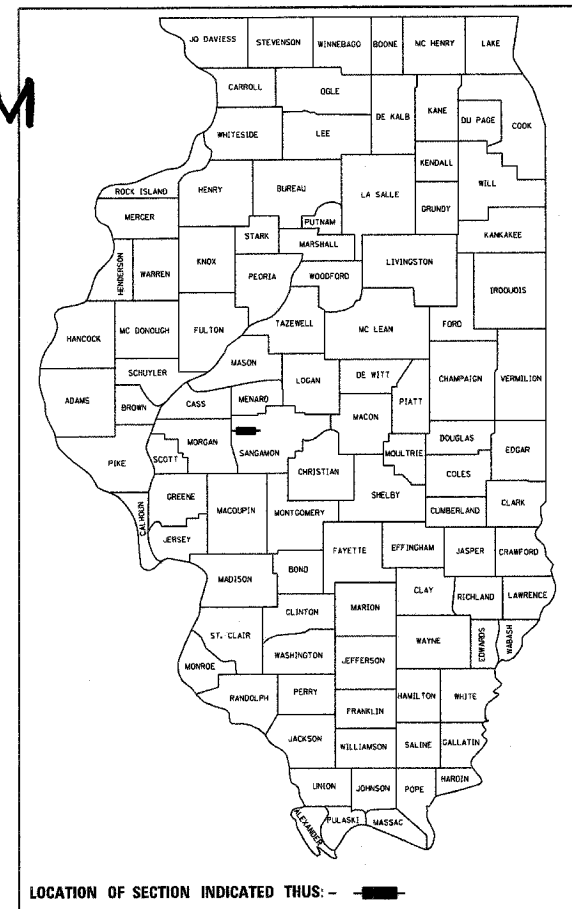 JO DAVIESS STEVENSON WINNEBAGO BOONE MC HENRY LAKE
M
CARROLL OGLE KANE DU PAGE COOK
DE KALB
WHITESIDE LEE
KENDALL
ROCK ISLAND HENRY BUREAU LA SALLE WILL
GRUNDY
MERCER PUTNAM
STARK MARSHALL KANKAKEE
HENDERSON WARREN KNOX PEORIA WOODFORD LIVINGSTON
IROQUOIS
HANCOCK MC DONOUGH FULTON TAZEWELL MC LEAN FORD
MASON
SCHUYLER LOGAN DE WITT CHAMPAIGN VERMILION
ADAMS BROWN CASS MENARD MACON PIATT
MORGAN DOUGLAS
PIKE SCOTT SANGAMON MOULTRIE EDGAR
CHRISTIAN COLES
GREENE SHELBY
CALHOUN MACOUPIN MONTGOMERY CUMBERLAND CLARK
JERSEY FAYETTE EFFINGHAM JASPER CRAWFORD
MADISON BOND
CLAY RICHLAND LAWRENCE
CLINTON MARION
ST. CLAIR WAYNE EDWARDS WABASH
WASHINGTON JEFFERSON
MONROE
RANDOLPH PERRY HAMILTON WHITE
FRANKLIN
JACKSON WILLIAMSON SALINE GALLATIN
HARDIN
UNION JOHNSON POPE
ALEXANDER PULASKI MASSAC
LOCATION OF SECTION INDICATED THUS: -